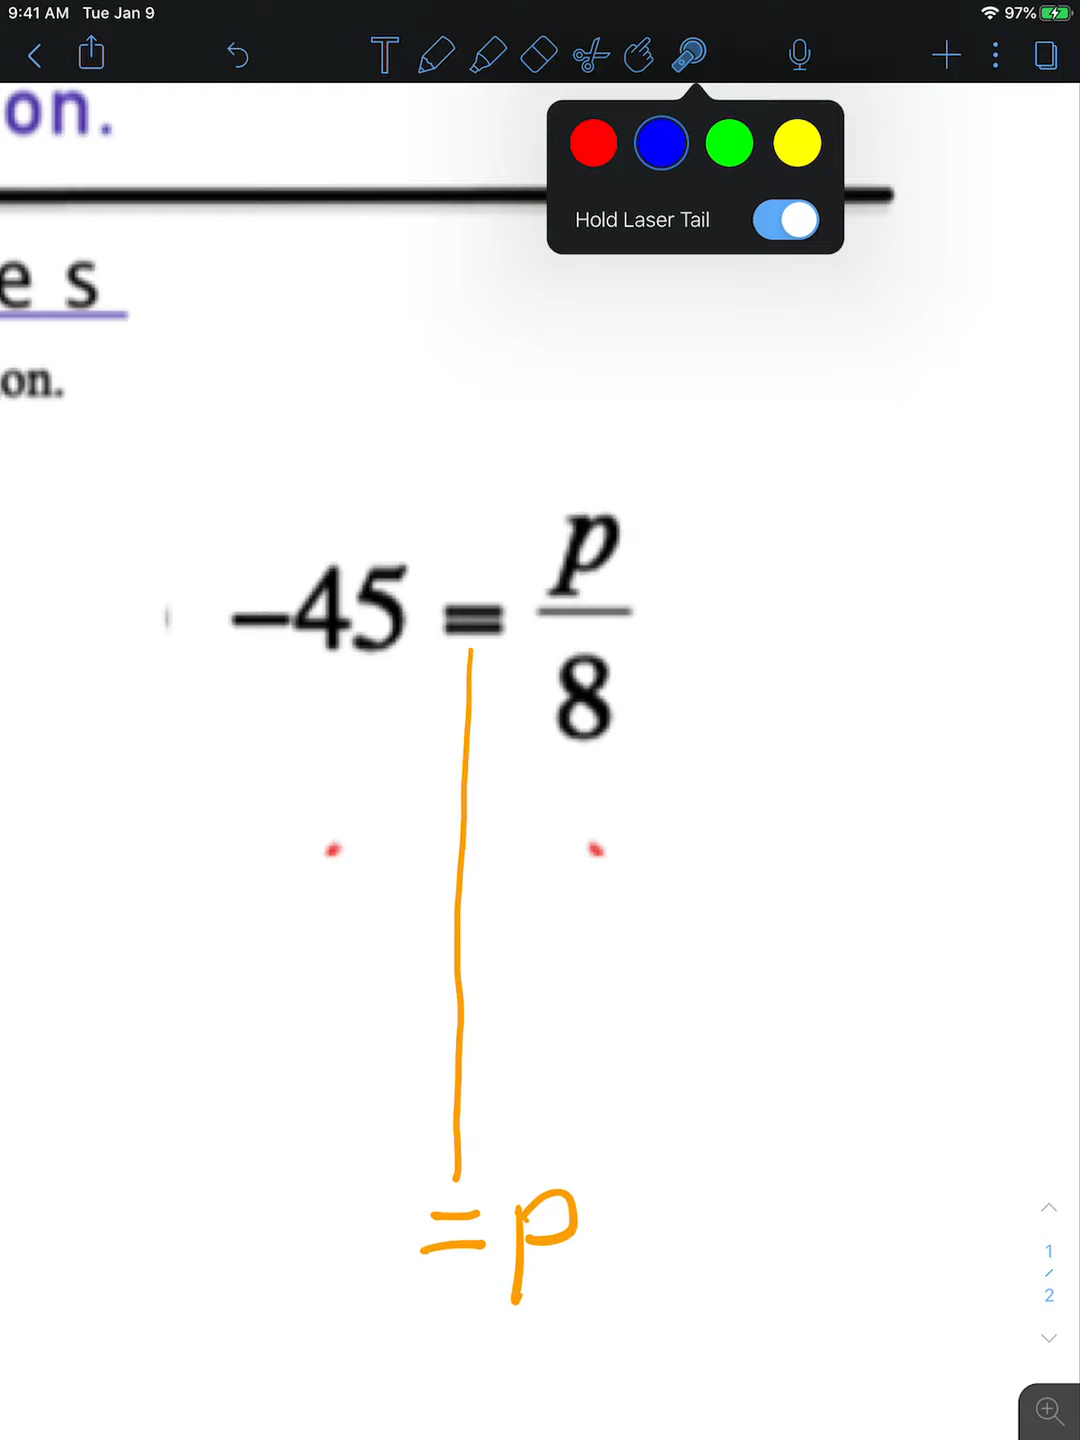 9:41 AM Tue Jan 9 97%
T
on.
Hold Laser Tail
e s
on.
−45 = p/8
= p
1
/
2